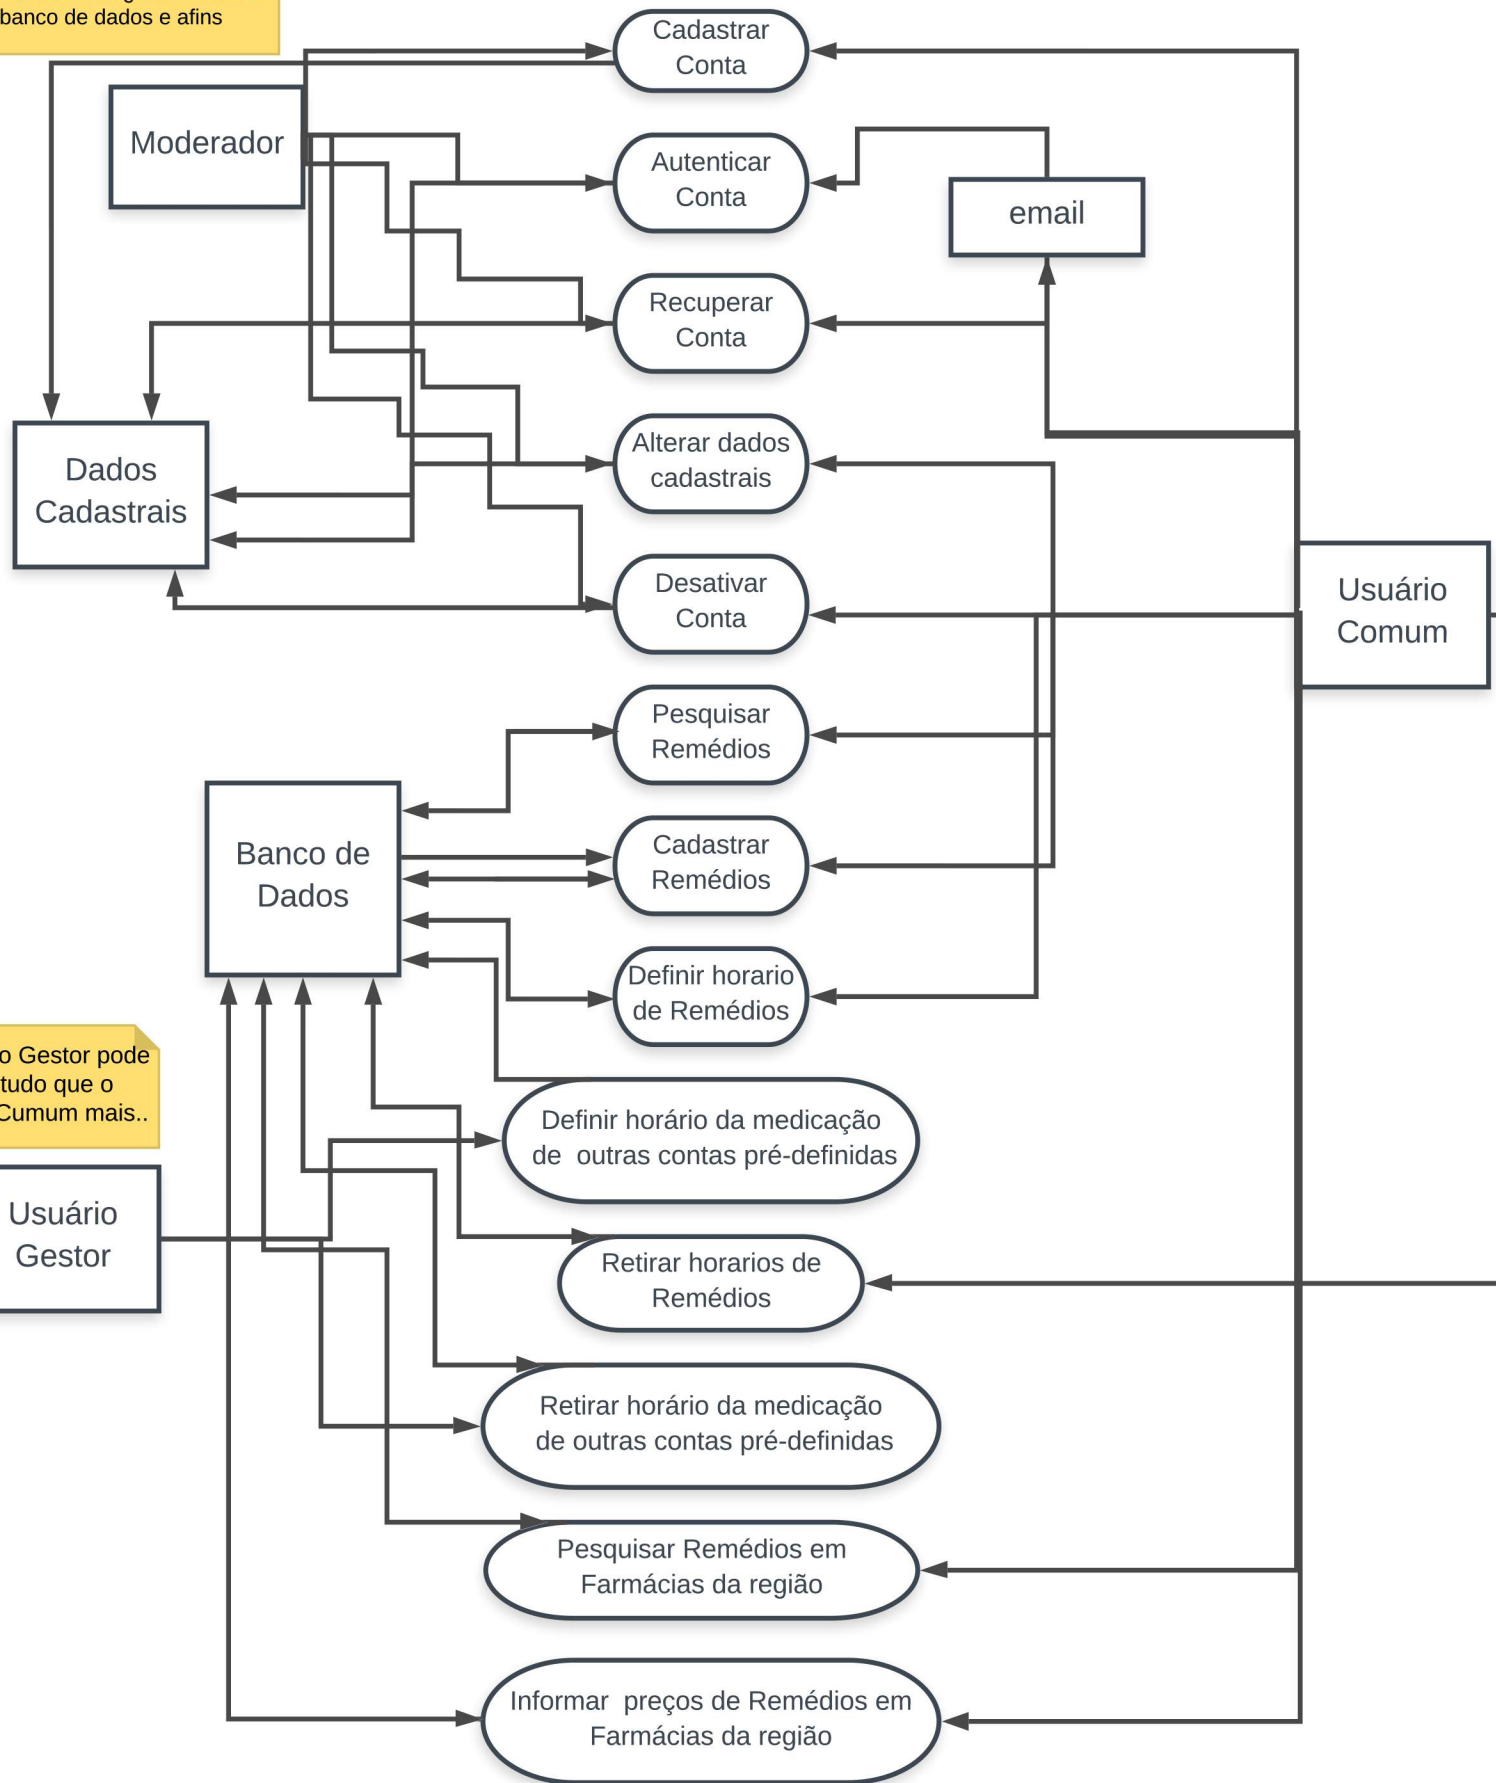 banco de dados e afins
Cadastrar
Conta
Moderador
Autenticar
Conta
email
Recuperar
Conta
Alterar dados
cadastrais
Dados
Cadastrais
Desativar
Conta
Usuário
Comum
Pesquisar
Remédios
Banco de
Dados
Cadastrar
Remédios
Definir horario
de Remédios
o Gestor pode
tudo que o
Cumum mais..
Definir horário da medicação
de outras contas pré-definidas
Usuário
Gestor
Retirar horarios de
Remédios
Retirar horário da medicação
de outras contas pré-definidas
Pesquisar Remédios em
Farmácias da região
Informar preços de Remédios em
Farmácias da região